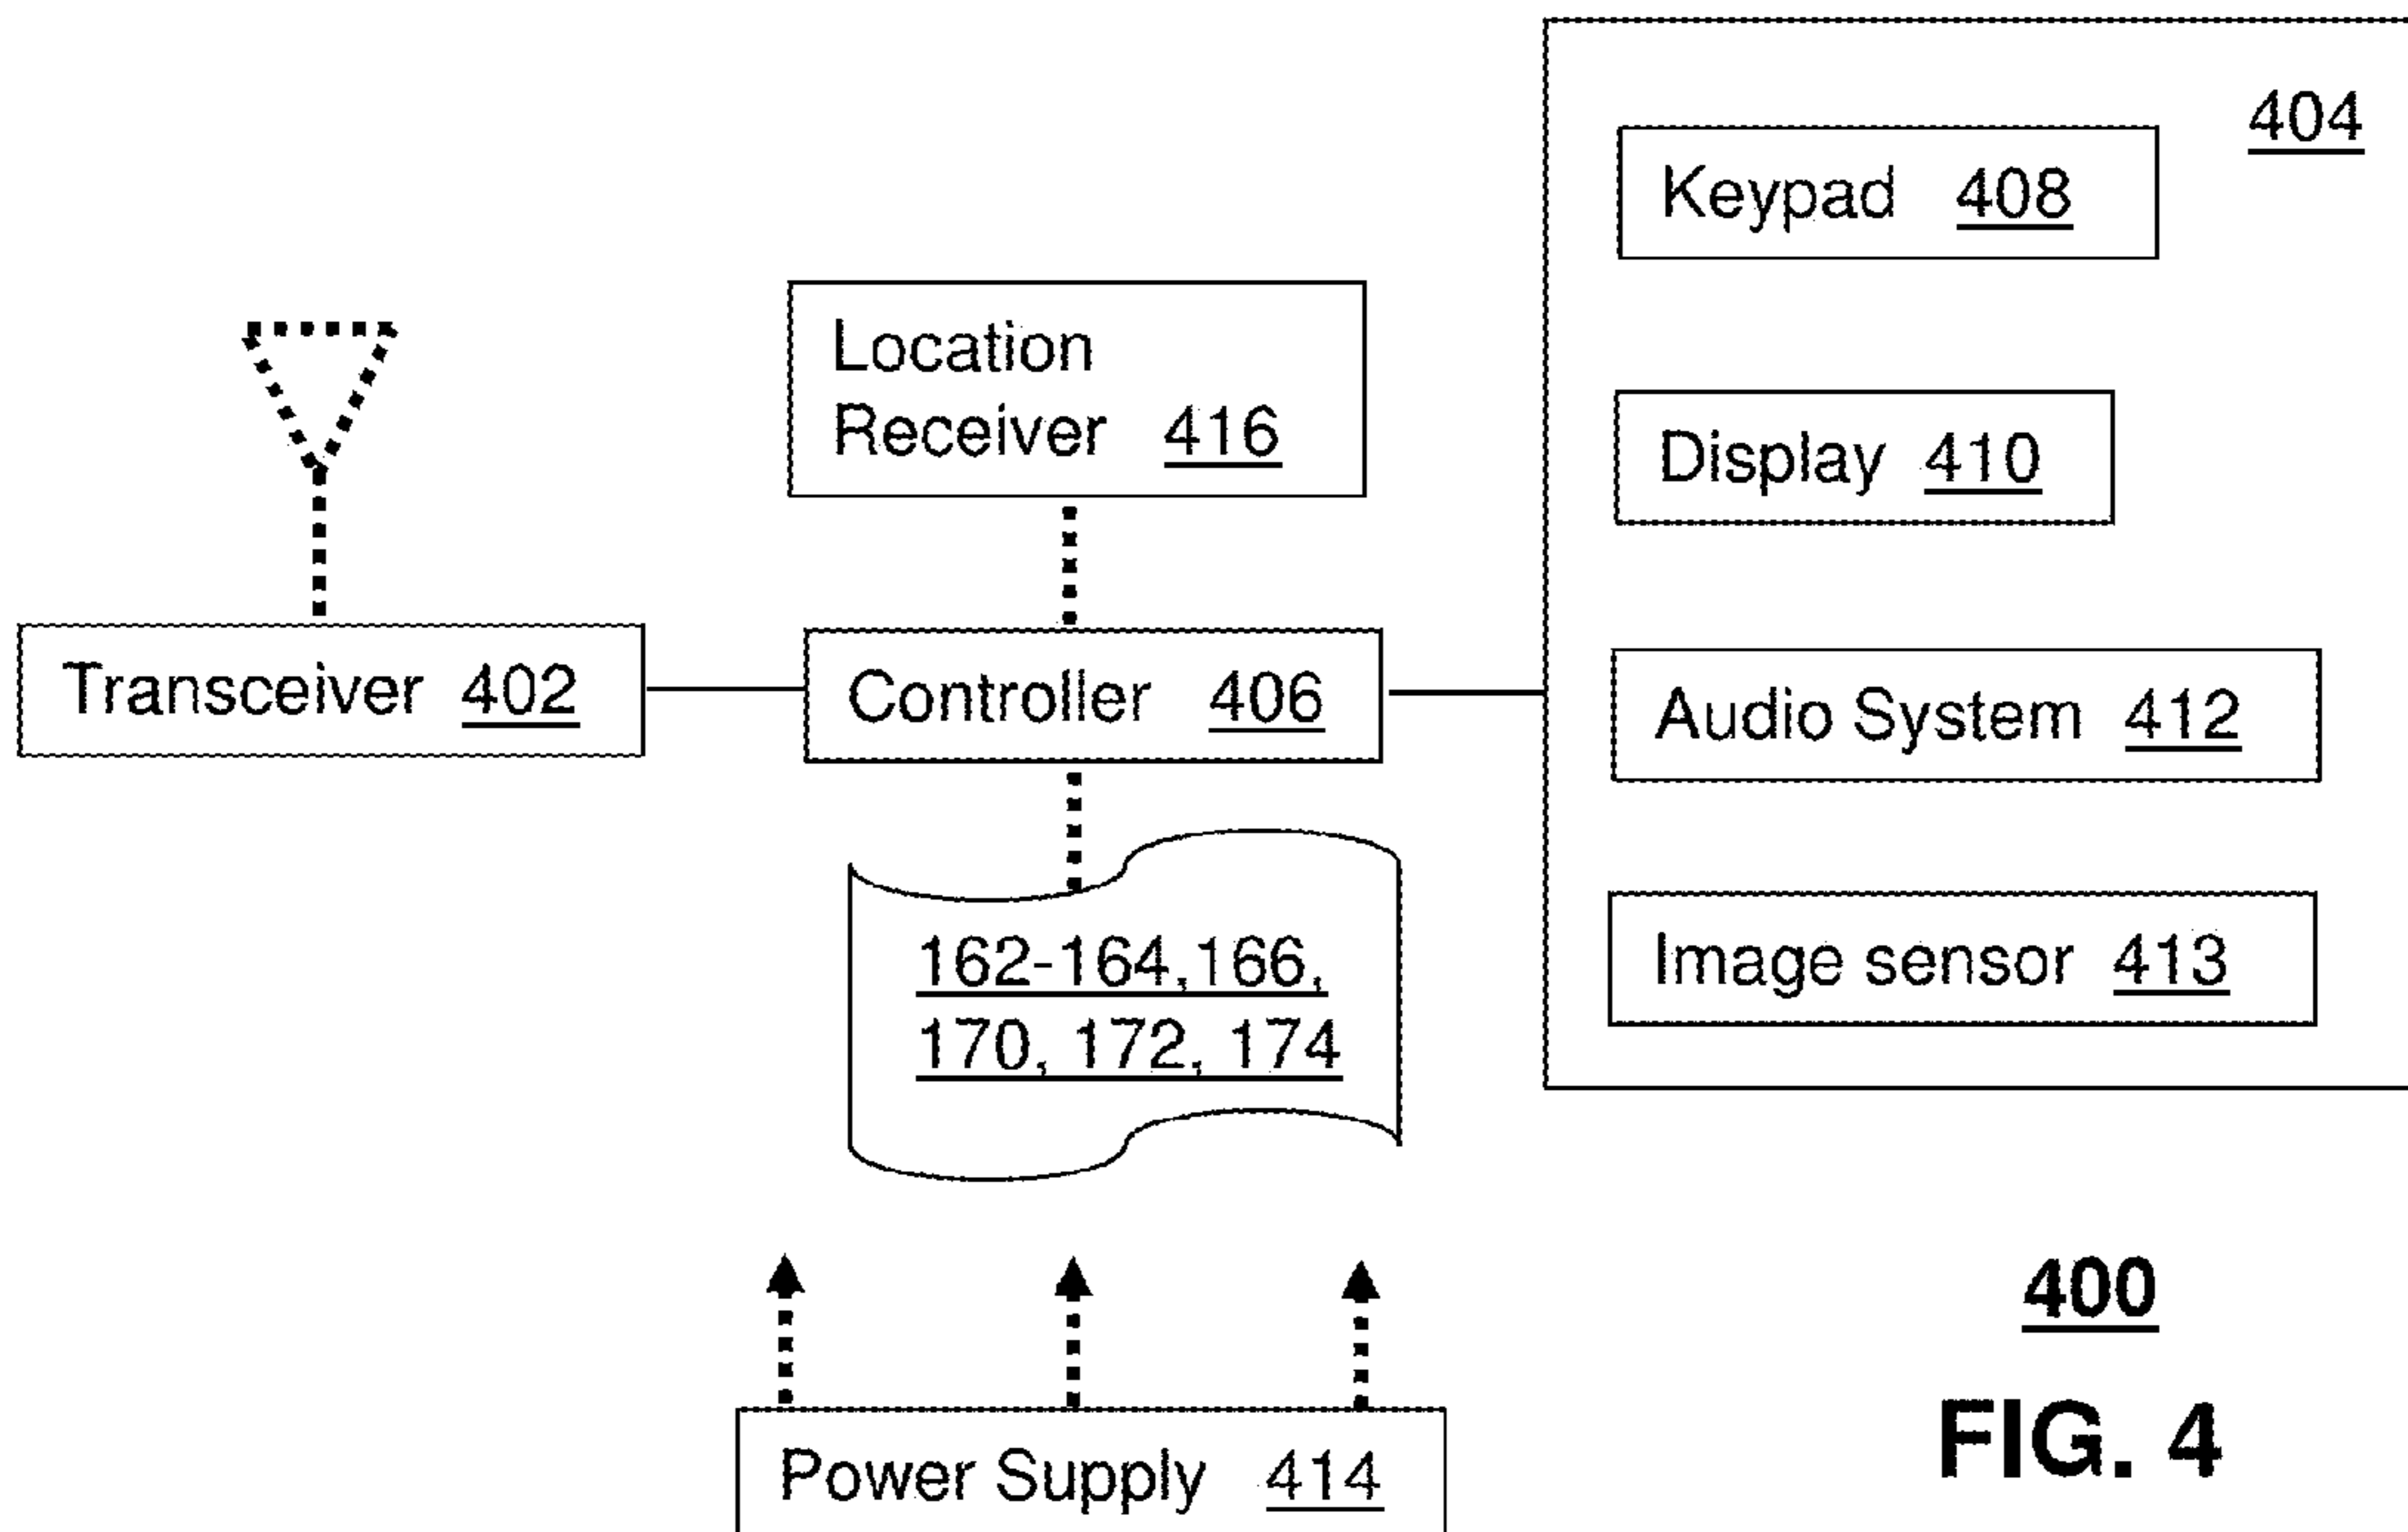 404
Keypad 408
Location
Receiver 416
Display 410
Transceiver 402
Controller 406
Audio System 412
162-164,166,
170, 172, 174
Image sensor 413
400
FIG. 4
Power Supply 414